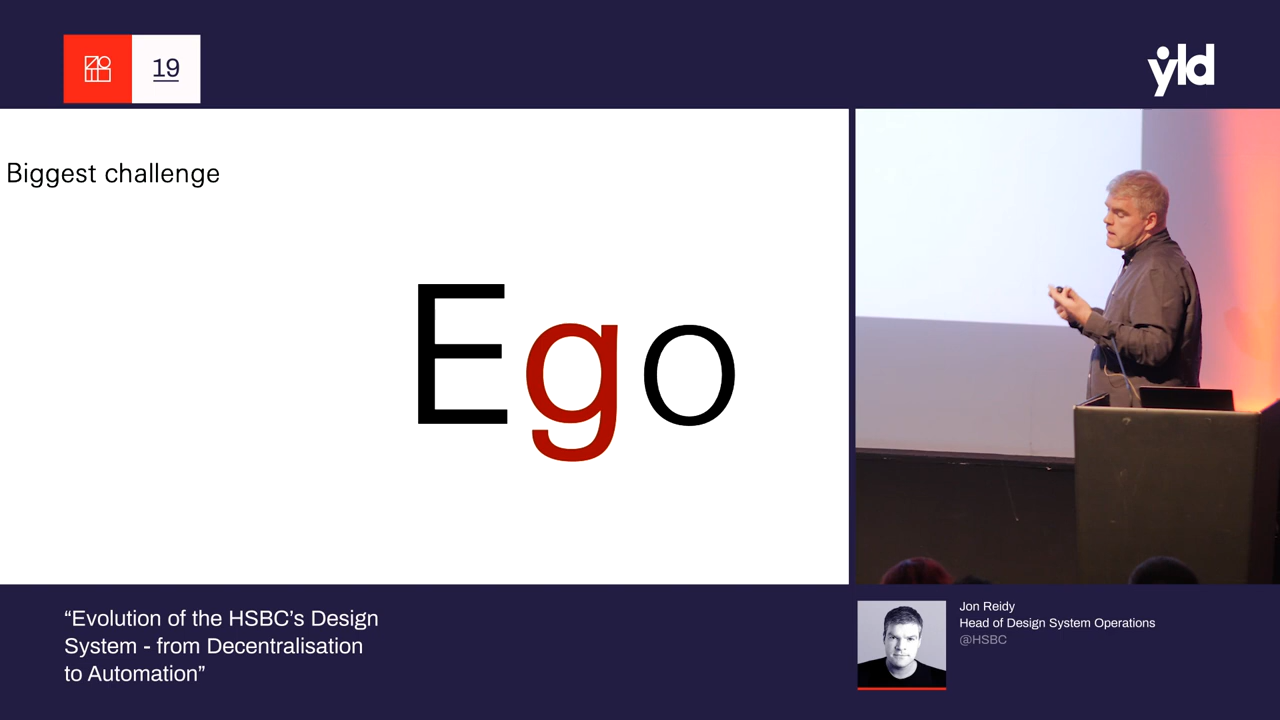 19
yld
Biggest challenge
Ego
“Evolution of the HSBC’s Design
System - from Decentralisation
to Automation”
Jon Reidy
Head of Design System Operations
@HSBC